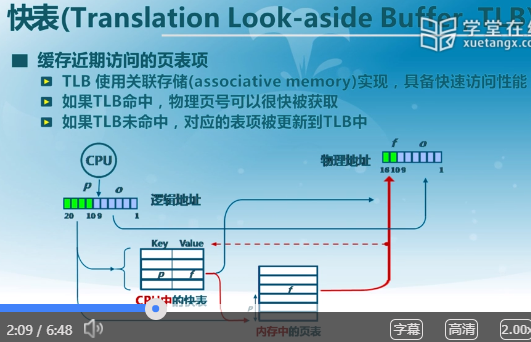 快表(Translation Look-aside Buffer, TLB)
学堂在线
xuetangx.com
缓存近期访问的页表项
TLB 使用关联存储(associative memory)实现，具备快速访问性能
如果TLB命中，物理页号可以很快被获取
如果TLB未命中，对应的表项被更新到TLB中
CPU
p o
逻辑地址
20 10 9 1
物理地址
f o
16 10 9 1
Key Value
p f
CPU中的快表
f
p
内存中的页表
2:09 / 6:48
字幕
高清
2.00x